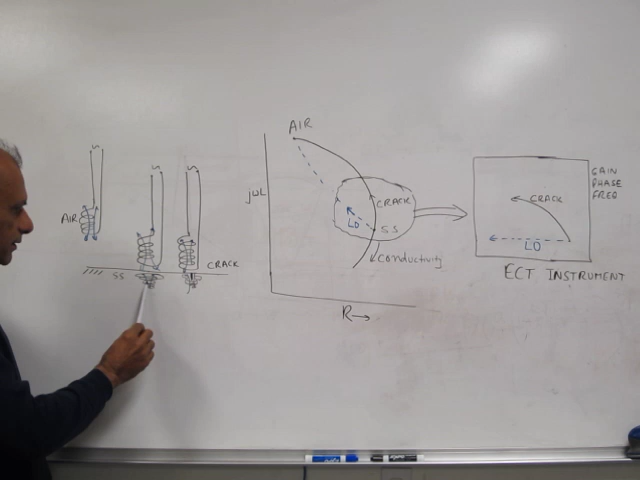 AIR
SS
CRACK
AIR
jωL
CRACK
SS
LO
conductivity
R→
CRACK
LO
GAIN
PHASE
FREQ
ECT INSTRUMENT